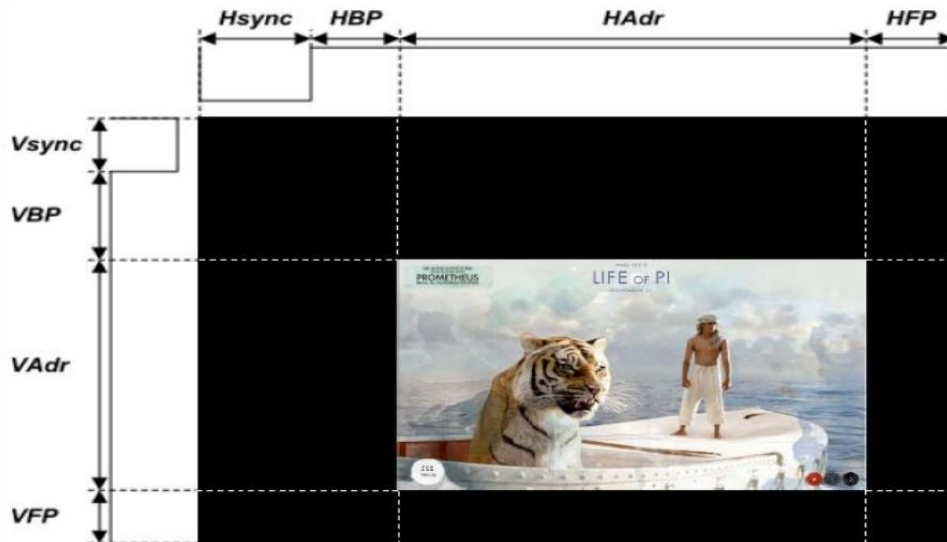 Hsync HBP HAdr HFP
Vsync
VBP
PROMETHEUS
LIFE OF PI
VAdr
VFP